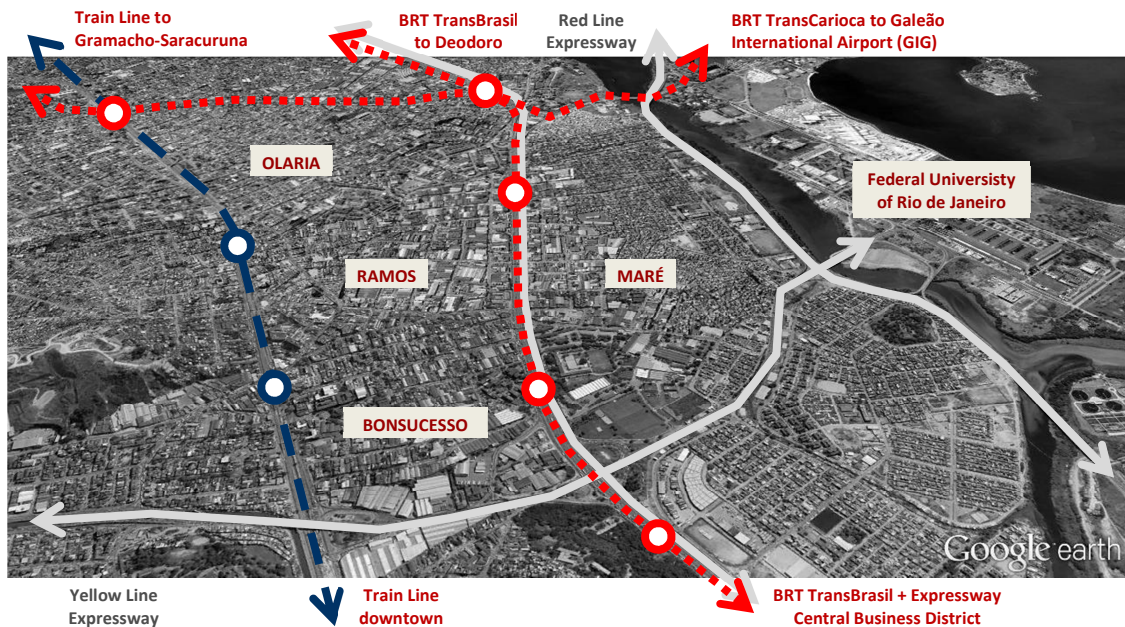 Train Line to
Gramacho-Saracuruna
BRT TransBrasil
to Deodoro
Red Line
Expressway
BRT TransCarioca to Galeão
International Airport (GIG)
OLARIA
Federal Universisty
of Rio de Janeiro
RAMOS
MARÉ
BONSUCESSO
Google earth
Yellow Line
Expressway
Train Line
downtown
BRT TransBrasil + Expressway
Central Business District